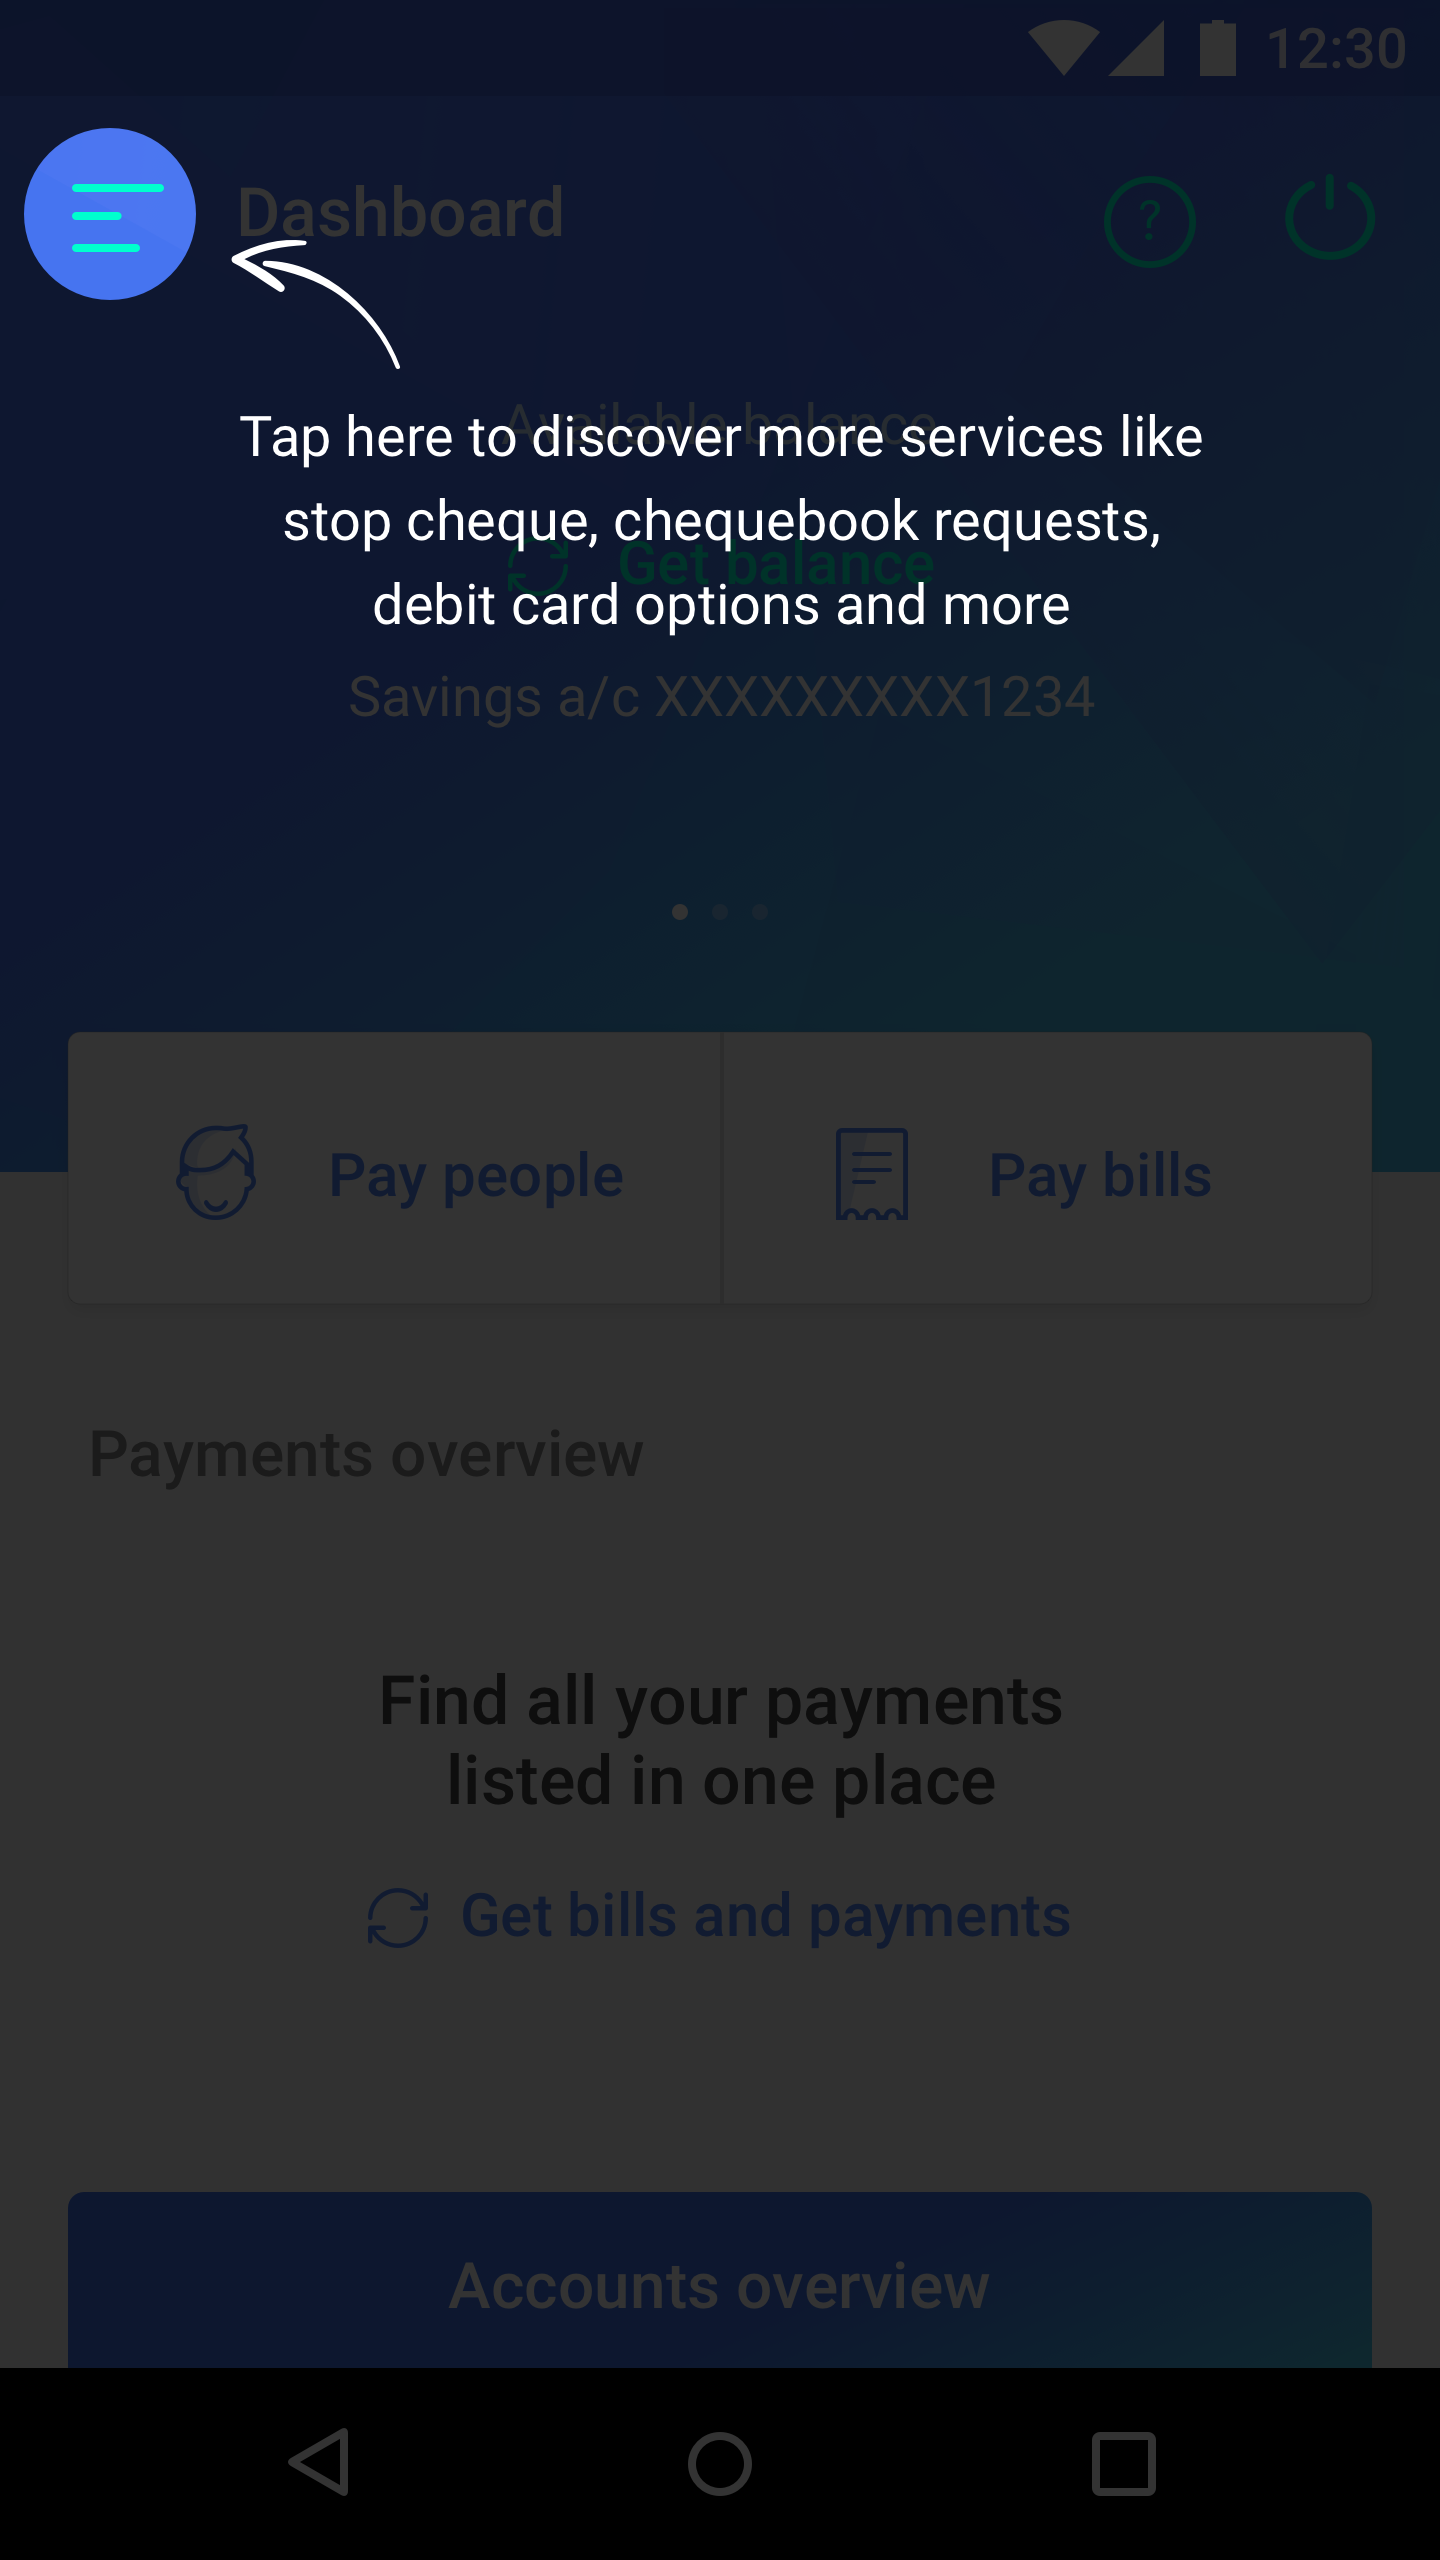 12:30
Dashboard
?
Available balance
Tap here to discover more services like
stop cheque, chequebook requests,
Get balance
debit card options and more
Savings a/c XXXXXXXXX1234
Pay people
Pay bills
Payments overview
Find all your payments
listed in one place
Get bills and payments
Accounts overview